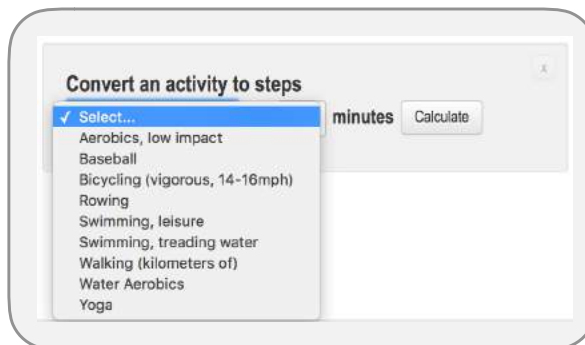 x
Convert an activity to steps
✓ Select...
minutes Calculate
Aerobics, low impact
Baseball
Bicycling (vigorous, 14-16mph)
Rowing
Swimming, leisure
Swimming, treading water
Walking (kilometers of)
Water Aerobics
Yoga